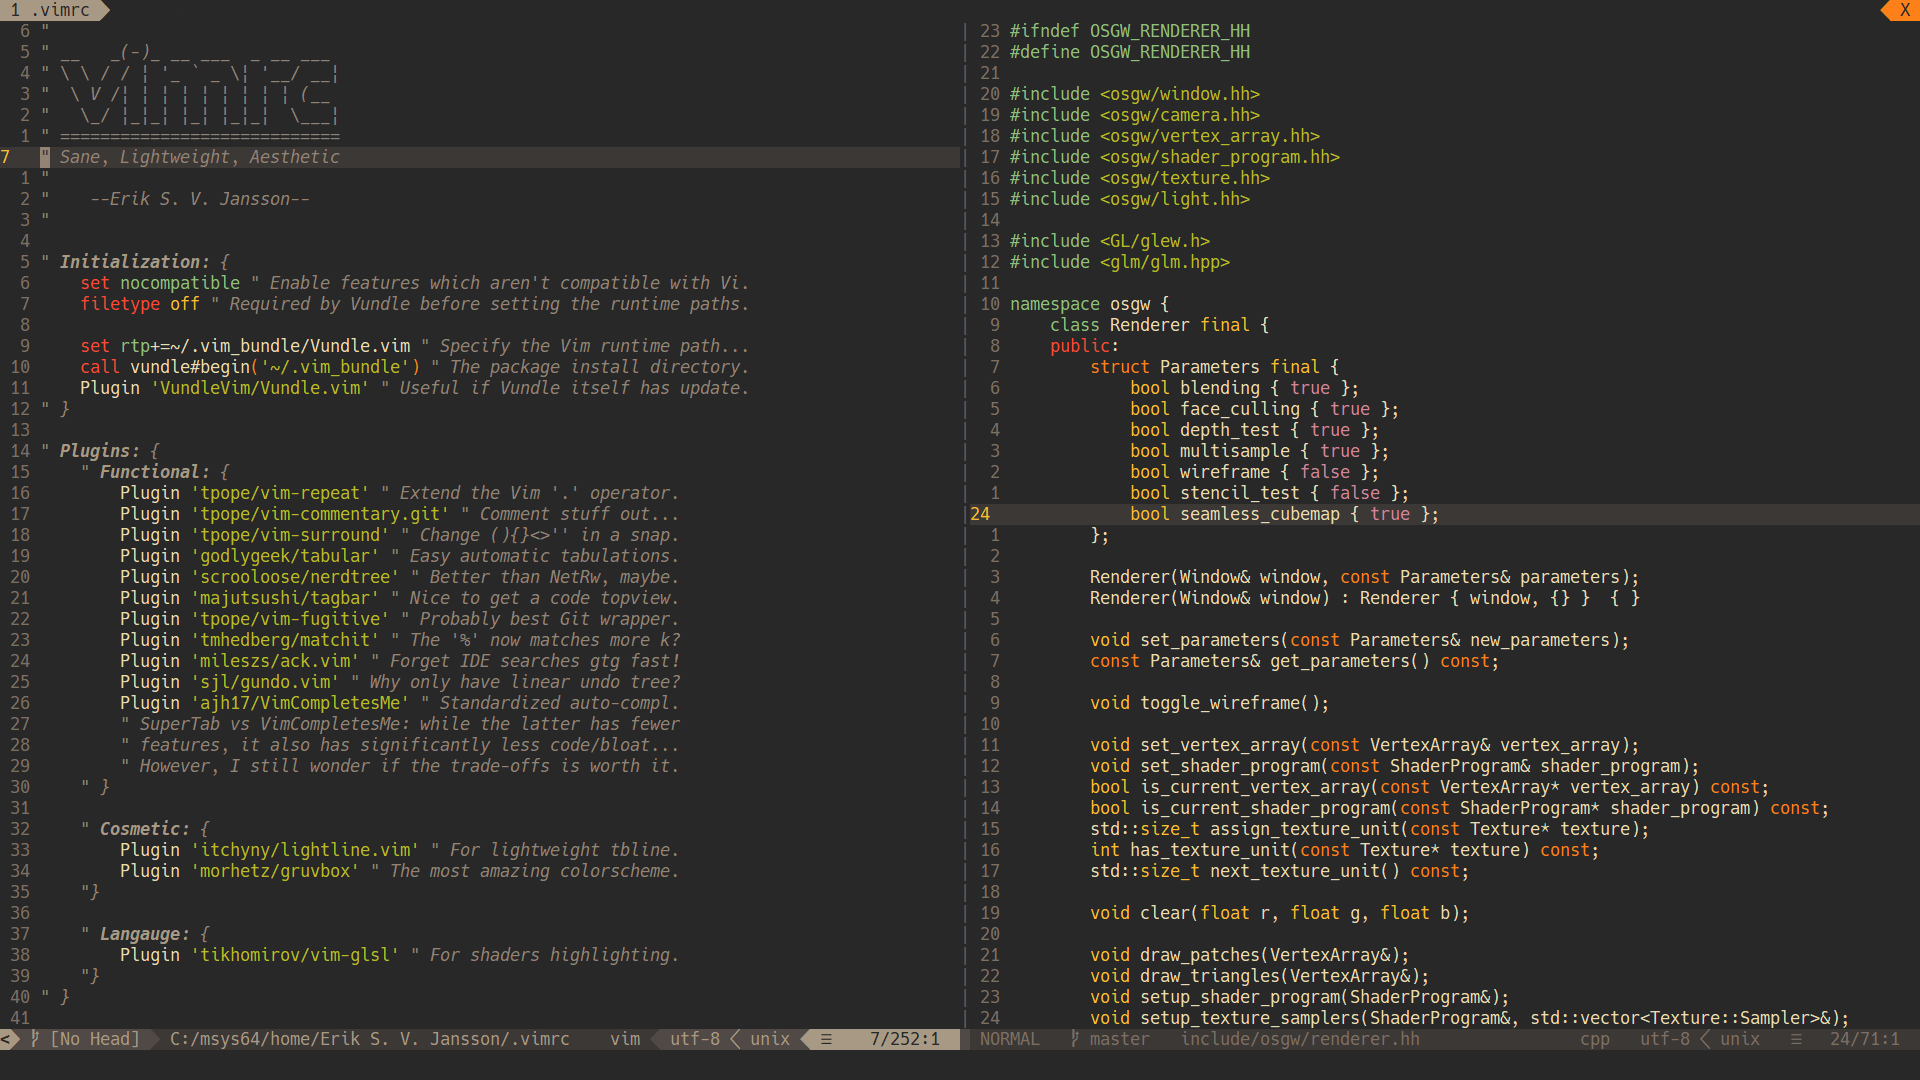 1 .vimrc X
6 "
5 " __   _(-)_ __ ___  _ __ ___
4 " \ \ / / ¦ '_ ` _ \¦ '__/ __¦
3 "  \ V /¦ ¦ ¦ ¦ ¦ ¦ ¦ ¦ ¦ (__
2 "   \_/ ¦_¦_¦ ¦_¦ ¦_¦_¦  \___¦
1 " ============================
7 " Sane, Lightweight, Aesthetic
1 "
2 "    --Erik S. V. Jansson--
3 "
4
5 " Initialization: {
6     set nocompatible " Enable features which aren't compatible with Vi.
7     filetype off " Required by Vundle before setting the runtime paths.
8
9     set rtp+=~/.vim_bundle/Vundle.vim " Specify the Vim runtime path...
10     call vundle#begin('~/.vim_bundle') " The package install directory.
11     Plugin 'VundleVim/Vundle.vim' " Useful if Vundle itself has update.
12 " }
13
14 " Plugins: {
15     " Functional: {
16         Plugin 'tpope/vim-repeat' " Extend the Vim '.' operator.
17         Plugin 'tpope/vim-commentary.git' " Comment stuff out...
18         Plugin 'tpope/vim-surround' " Change (){}<>'' in a snap.
19         Plugin 'godlygeek/tabular' " Easy automatic tabulations.
20         Plugin 'scrooloose/nerdtree' " Better than NetRw, maybe.
21         Plugin 'majutsushi/tagbar' " Nice to get a code topview.
22         Plugin 'tpope/vim-fugitive' " Probably best Git wrapper.
23         Plugin 'tmhedberg/matchit' " The '%' now matches more k?
24         Plugin 'mileszs/ack.vim' " Forget IDE searches gtg fast!
25         Plugin 'sjl/gundo.vim' " Why only have linear undo tree?
26         Plugin 'ajh17/VimCompletesMe' " Standardized auto-compl.
27         " SuperTab vs VimCompletesMe: while the latter has fewer
28         " features, it also has significantly less code/bloat...
29         " However, I still wonder if the trade-offs is worth it.
30     " }
31
32     " Cosmetic: {
33         Plugin 'itchyny/lightline.vim' " For lightweight tbline.
34         Plugin 'morhetz/gruvbox' " The most amazing colorscheme.
35     "}
36
37     " Langauge: {
38         Plugin 'tikhomirov/vim-glsl' " For shaders highlighting.
39     "}
40 " }
41
< [No Head] C:/msys64/home/Erik S. V. Jansson/.vimrc vim utf-8 < unix ≡ 7/252:1
23 #ifndef OSGW_RENDERER_HH
22 #define OSGW_RENDERER_HH
21
20 #include <osgw/window.hh>
19 #include <osgw/camera.hh>
18 #include <osgw/vertex_array.hh>
17 #include <osgw/shader_program.hh>
16 #include <osgw/texture.hh>
15 #include <osgw/light.hh>
14
13 #include <GL/glew.h>
12 #include <glm/glm.hpp>
11
10 namespace osgw {
9     class Renderer final {
8     public:
7         struct Parameters final {
6             bool blending { true };
5             bool face_culling { true };
4             bool depth_test { true };
3             bool multisample { true };
2             bool wireframe { false };
1             bool stencil_test { false };
24             bool seamless_cubemap { true };
1         };
2
3         Renderer(Window& window, const Parameters& parameters);
4         Renderer(Window& window) : Renderer { window, {} }  { }
5
6         void set_parameters(const Parameters& new_parameters);
7         const Parameters& get_parameters() const;
8
9         void toggle_wireframe();
10
11         void set_vertex_array(const VertexArray& vertex_array);
12         void set_shader_program(const ShaderProgram& shader_program);
13         bool is_current_vertex_array(const VertexArray* vertex_array) const;
14         bool is_current_shader_program(const ShaderProgram* shader_program) const;
15         std::size_t assign_texture_unit(const Texture* texture);
16         int has_texture_unit(const Texture* texture) const;
17         std::size_t next_texture_unit() const;
18
19         void clear(float r, float g, float b);
20
21         void draw_patches(VertexArray&);
22         void draw_triangles(VertexArray&);
23         void setup_shader_program(ShaderProgram&);
24         void setup_texture_samplers(ShaderProgram&, std::vector<Texture::Sampler>&);
NORMAL master include/osgw/renderer.hh cpp utf-8 < unix ≡ 24/71:1